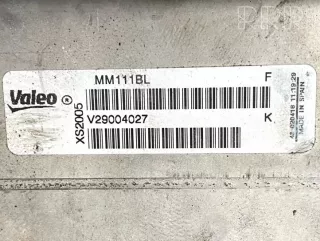 Valeo ®
XS2005
MM111BL F
V29004027 K
MADE IN SPAIN